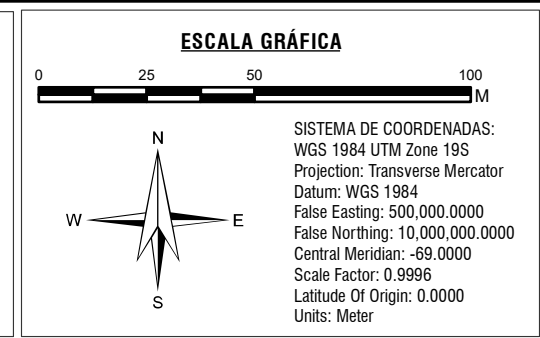 ESCALA GRÁFICA
0 25 50 100
M
N
W E
S
SISTEMA DE COORDENADAS:
WGS 1984 UTM Zone 19S
Projection: Transverse Mercator
Datum: WGS 1984
False Easting: 500,000.0000
False Northing: 10,000,000.0000
Central Meridian: -69.0000
Scale Factor: 0.9996
Latitude Of Origin: 0.0000
Units: Meter